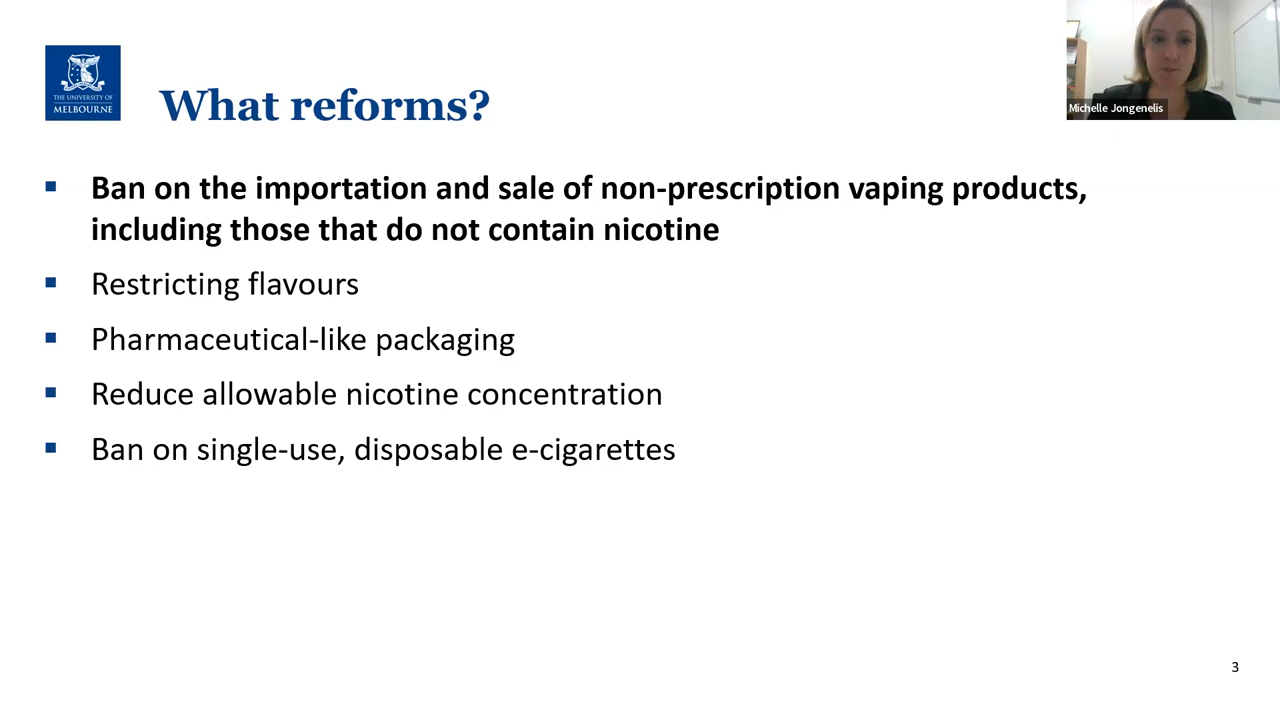 THE UNIVERSITY OF
MELBOURNE
What reforms?
Michelle Jongenelis
▪ Ban on the importation and sale of non-prescription vaping products,
including those that do not contain nicotine
▪ Restricting flavours
▪ Pharmaceutical-like packaging
▪ Reduce allowable nicotine concentration
▪ Ban on single-use, disposable e-cigarettes
3